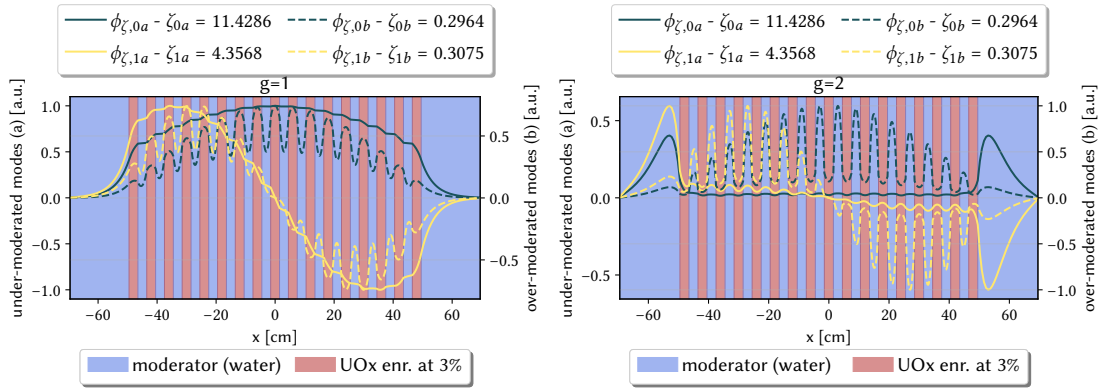 ϕζ,0a - ζ0a = 11.4286 ϕζ,0b - ζ0b = 0.2964
ϕζ,1a - ζ1a = 4.3568 ϕζ,1b - ζ1b = 0.3075
g=1
under-moderated modes (a) [a.u.]
1.0
0.5
0.0
−0.5
−1.0
0.5
0.0
−0.5
over-moderated modes (b) [a.u.]
−60 −40 −20 0 20 40 60
x [cm]
moderator (water) UOx enr. at 3%
ϕζ,0a - ζ0a = 11.4286 ϕζ,0b - ζ0b = 0.2964
ϕζ,1a - ζ1a = 4.3568 ϕζ,1b - ζ1b = 0.3075
g=2
under-moderated modes (a) [a.u.]
0.5
0.0
−0.5
1.0
0.5
0.0
−0.5
−1.0
over-moderated modes (b) [a.u.]
−60 −40 −20 0 20 40 60
x [cm]
moderator (water) UOx enr. at 3%